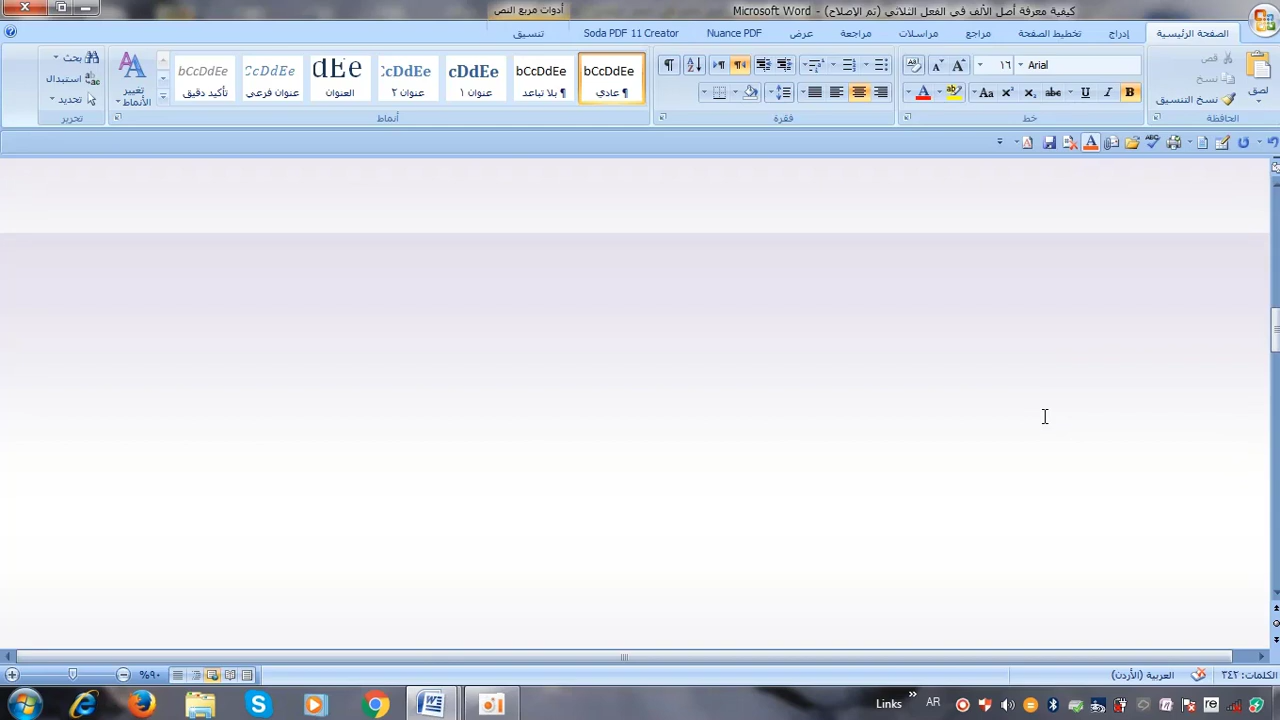 كيفية معرفة أصل الألف في الفعل الثلاثي (تم الإصلاح) - Microsoft Word
أدوات مربع النص
الصفحة الرئيسية
إدراج
تخطيط الصفحة
مراجع
مراسلات
مراجعة
عرض
Nuance PDF
Soda PDF 11 Creator
تنسيق
لصق
قص
نسخ
نسخ التنسيق
الحافظة
Arial
١٦
خط
فقرة
bCcDdEe
¶ عادي
bCcDdEe
¶ بلا تباعد
cDdEe
عنوان ١
CcDdEe
عنوان ٢
dEe
العنوان
CcDdEe
عنوان فرعي
bCcDdEe
تأكيد دقيق
تغيير
الأنماط
أنماط
بحث
استبدال
تحديد
تحرير
الكلمات: ٣٤٢
العربية (الأردن)
٩٠%
Links
AR